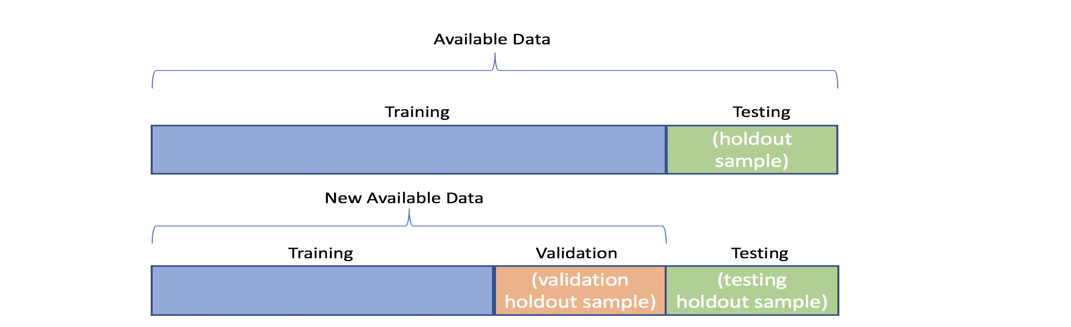 Available Data
Training Testing
(holdout
sample)
New Available Data
Training Validation Testing
(validation (testing
holdout sample) holdout sample)